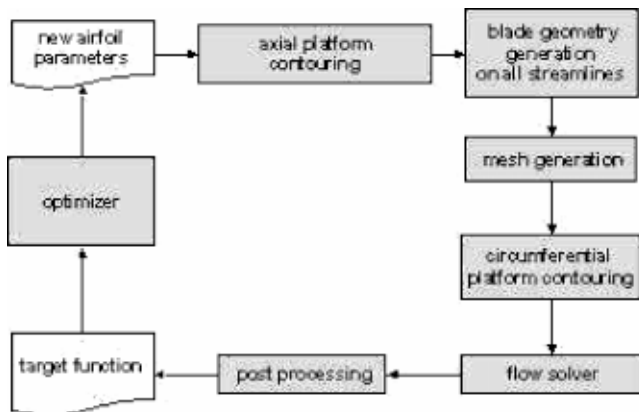 new airfoil
parameters
axial platform
contouring
blade geometry
generation
on all streamlines
mesh generation
optimizer
circumferential
platform contouring
target function
post processing
flow solver